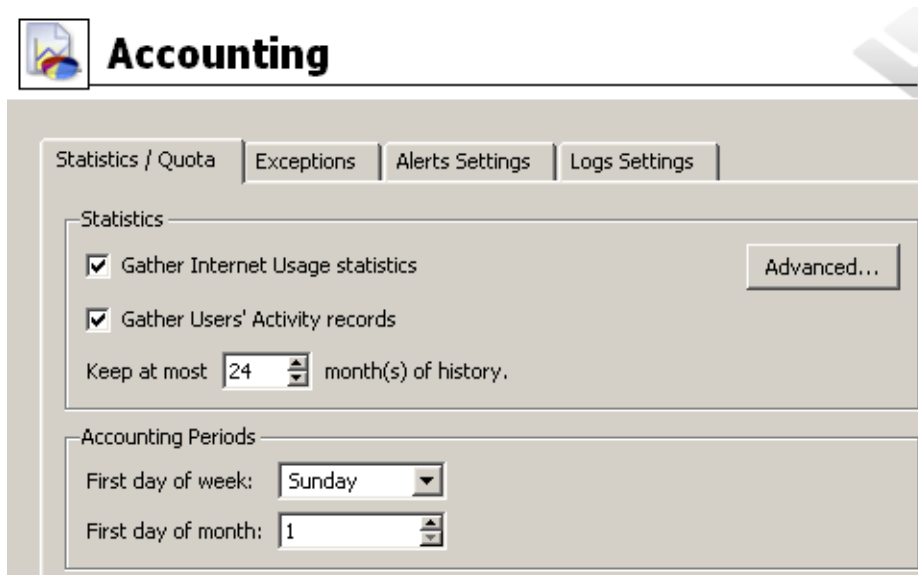 Accounting
Statistics / Quota Exceptions Alerts Settings Logs Settings
Statistics
Gather Internet Usage statistics Advanced...
Gather Users' Activity records
Keep at most 24 month(s) of history.
Accounting Periods
First day of week: Sunday
First day of month: 1